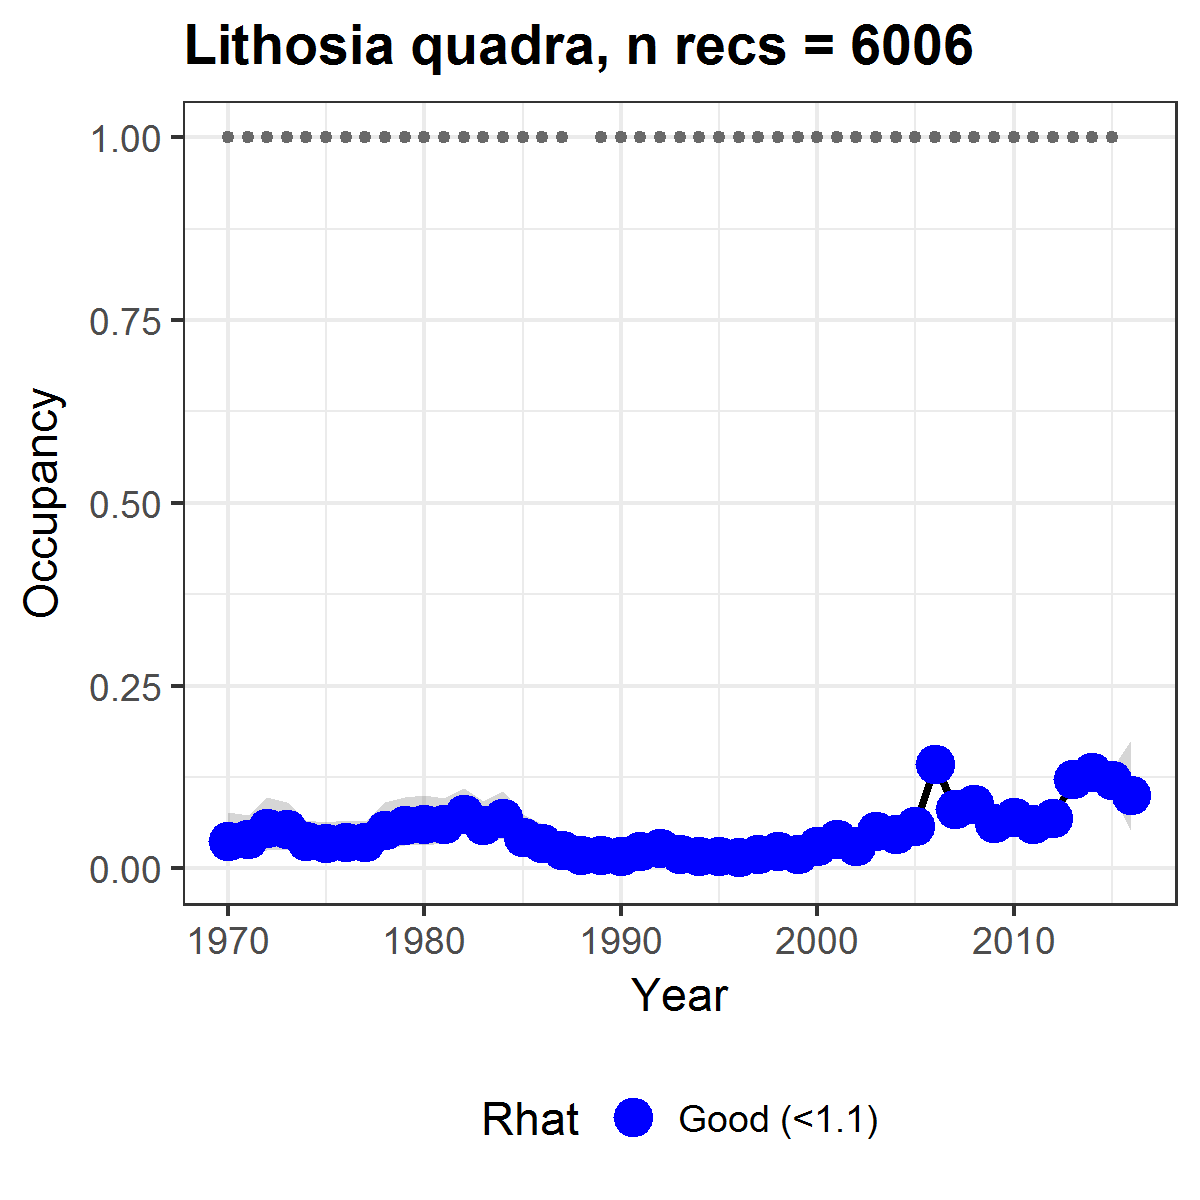 Lithosia quadra, n recs = 6006
1.00
0.75
0.50
0.25
0.00
Occupancy
1970 1980 1990 2000 2010
Year
Rhat Good (<1.1)